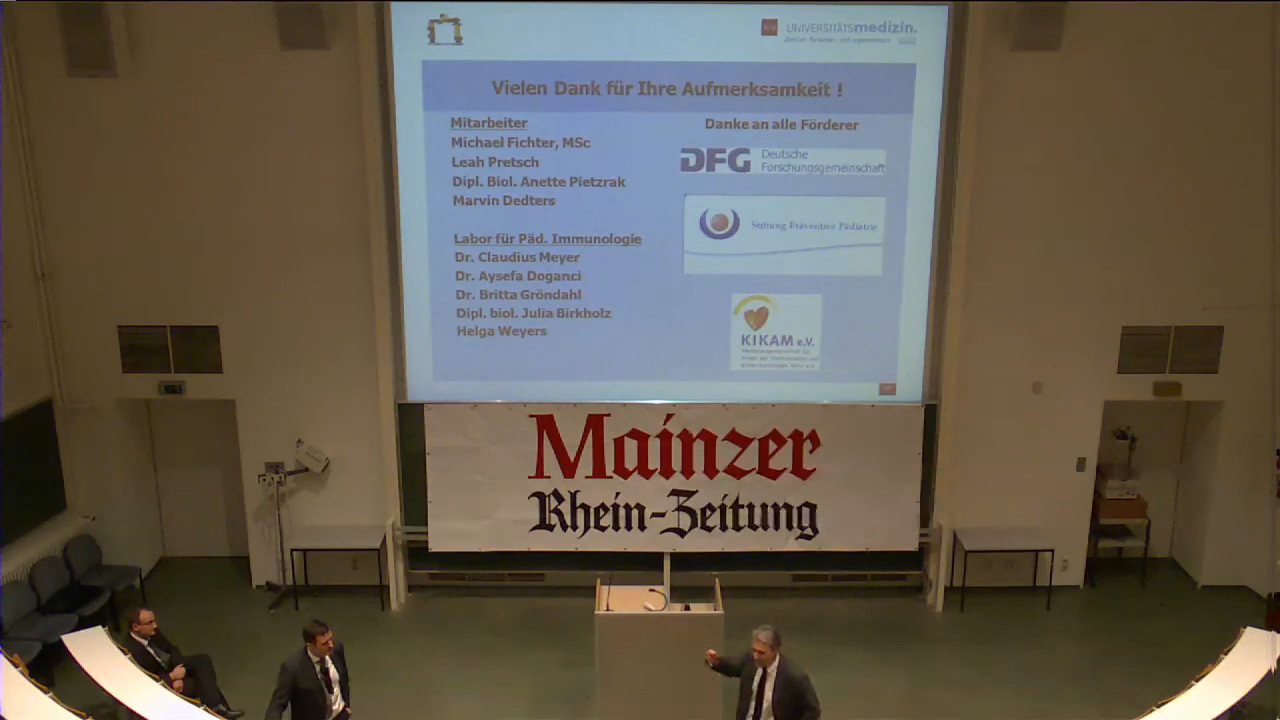 UNIVERSITÄTSmedizin.
Vielen Dank für Ihre Aufmerksamkeit !
Mitarbeiter
Michael Fichter, MSc
Leah Pretsch
Dipl. Biol. Anette Pietzrak
Marvin Dedters
Labor für Päd. Immunologie
Dr. Claudius Meyer
Dr. Aysefa Doganci
Dr. Britta Gröndahl
Dipl. biol. Julia Birkholz
Helga Weyers
Danke an alle Förderer
DFG Deutsche
Forschungsgemeinschaft
Stiftung Präventive Pädiatrie
KIKAM e.V.
Mainzer
Rhein-Zeitung